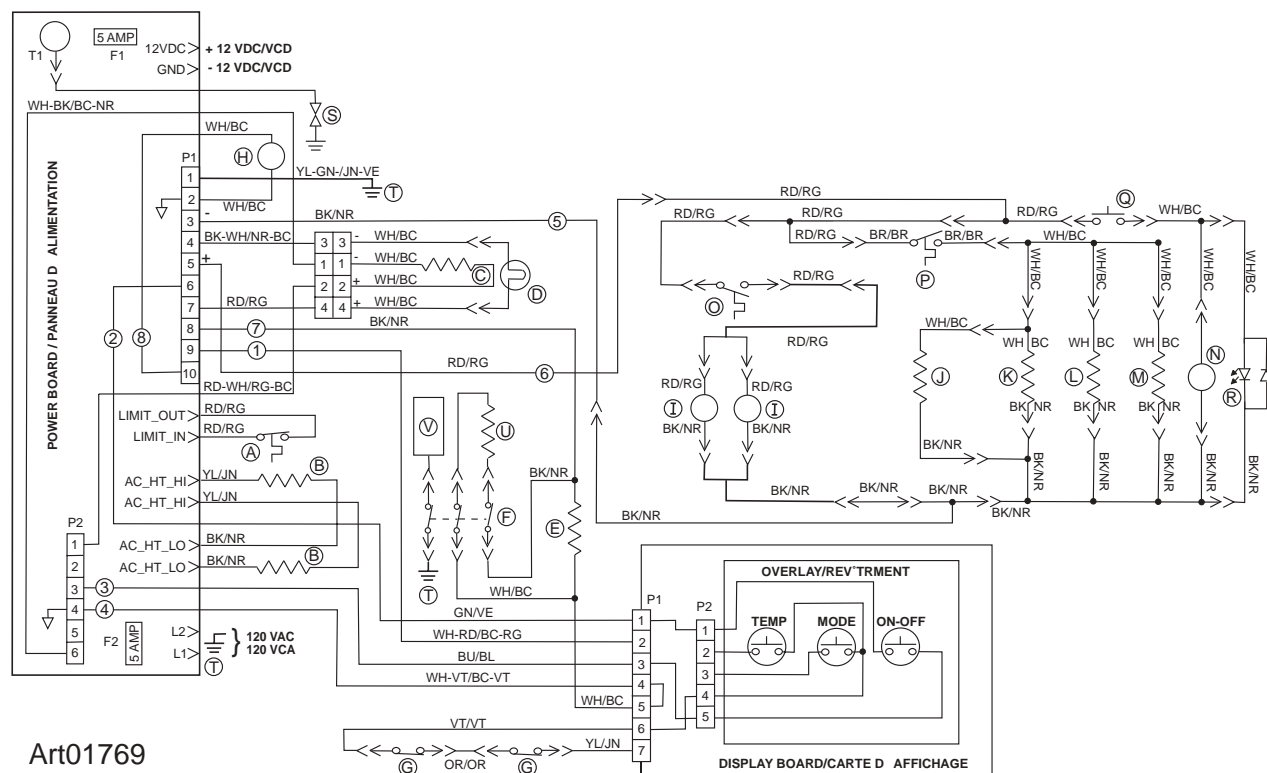 T1
5 AMP
F1
12VDC
+ 12 VDC/VCD
GND
- 12 VDC/VCD
WH-BK/BC-NR
S
WH/BC
H
P1
1
YL-GN-/JN-VE
T
2
WH/BC
-
3
BK/NR
5
4
BK-WH/NR-BC
+
5
6
7
RD/RG
8
7
BK/NR
9
1
10
RD/RG
6
2
8
3 3 - WH/BC
1 1 - WH/BC
C
2 2 + WH/BC
4 4 + WH/BC
D
POWER BOARD / PANNEAU D ALIMENTATION
RD-WH/RG-BC
LIMIT_OUT
RD/RG
LIMIT_IN
RD/RG
A
AC_HT_HI
YL/JN
B
AC_HT_HI
YL/JN
AC_HT_LO
BK/NR
AC_HT_LO
BK/NR
B
P2
1
2
3
3
4
4
5
6
F2
5 AMP
L2
L1
T
120 VAC
120 VCA
V
U
F
T
BK/NR
E
WH/BC
GN/VE
WH-RD/BC-RG
BU/BL
WH-VT/BC-VT
WH/BC
VT/VT
YL/JN
G
OR/OR
G
RD/RG
RD/RG
RD/RG
RD/RG
Q
WH/BC
RD/RG
BR/BR
BR/BR
WH/BC
P
O
RD/RG
RD/RG
WH/BC
WH/BC
WH/BC
WH/BC
WH/BC
WH/BC
J
WH BC
K
BK/NR
WH BC
L
BK/NR
WH BC
M
BK/NR
N
R
RD/RG
RD/RG
I
I
BK/NR
BK/NR
BK/NR
BK/NR
BK/NR
BK/NR
BK/NR
BK/NR
BK/NR
BK/NR
BK/NR
BK/NR
BK/NR
BK/NR
P1
1
2
3
4
5
6
7
P2
1
2
3
4
5
OVERLAY/REV˚TRMENT
TEMP
MODE
ON-OFF
DISPLAY BOARD/CARTE D AFFICHAGE
Art01769